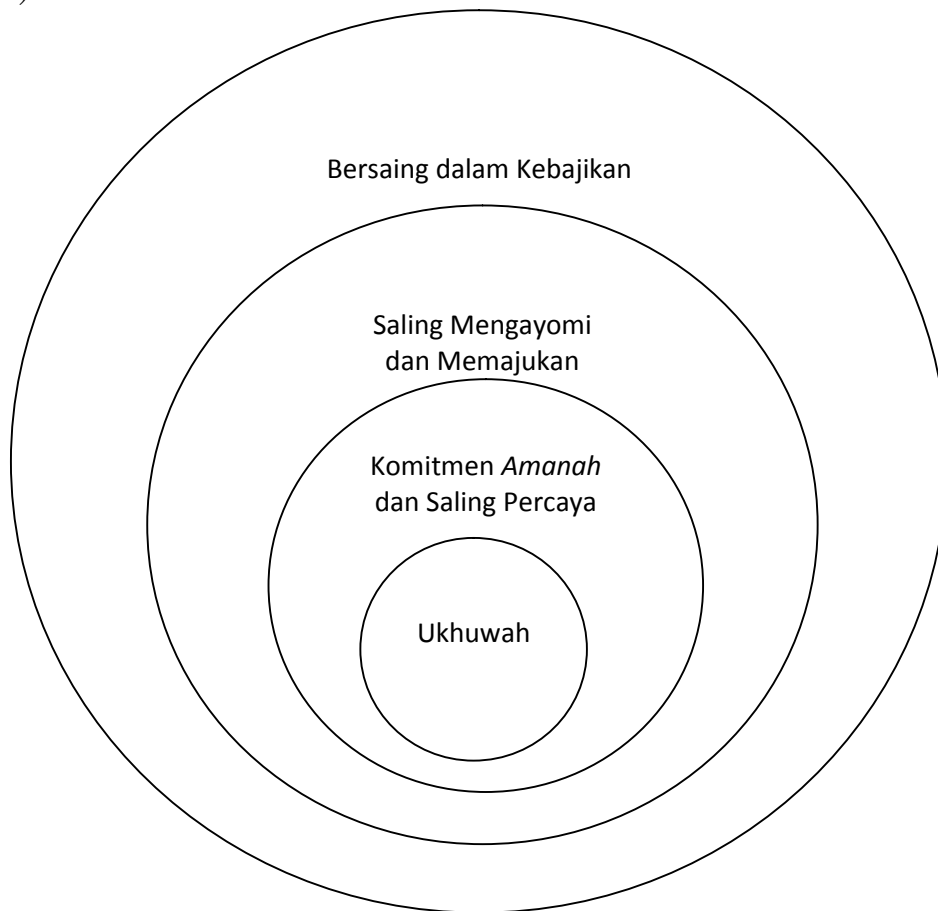 )
Bersaing dalam Kebajikan
Saling Mengayomi
dan Memajukan
Komitmen Amanah
dan Saling Percaya
Ukhuwah